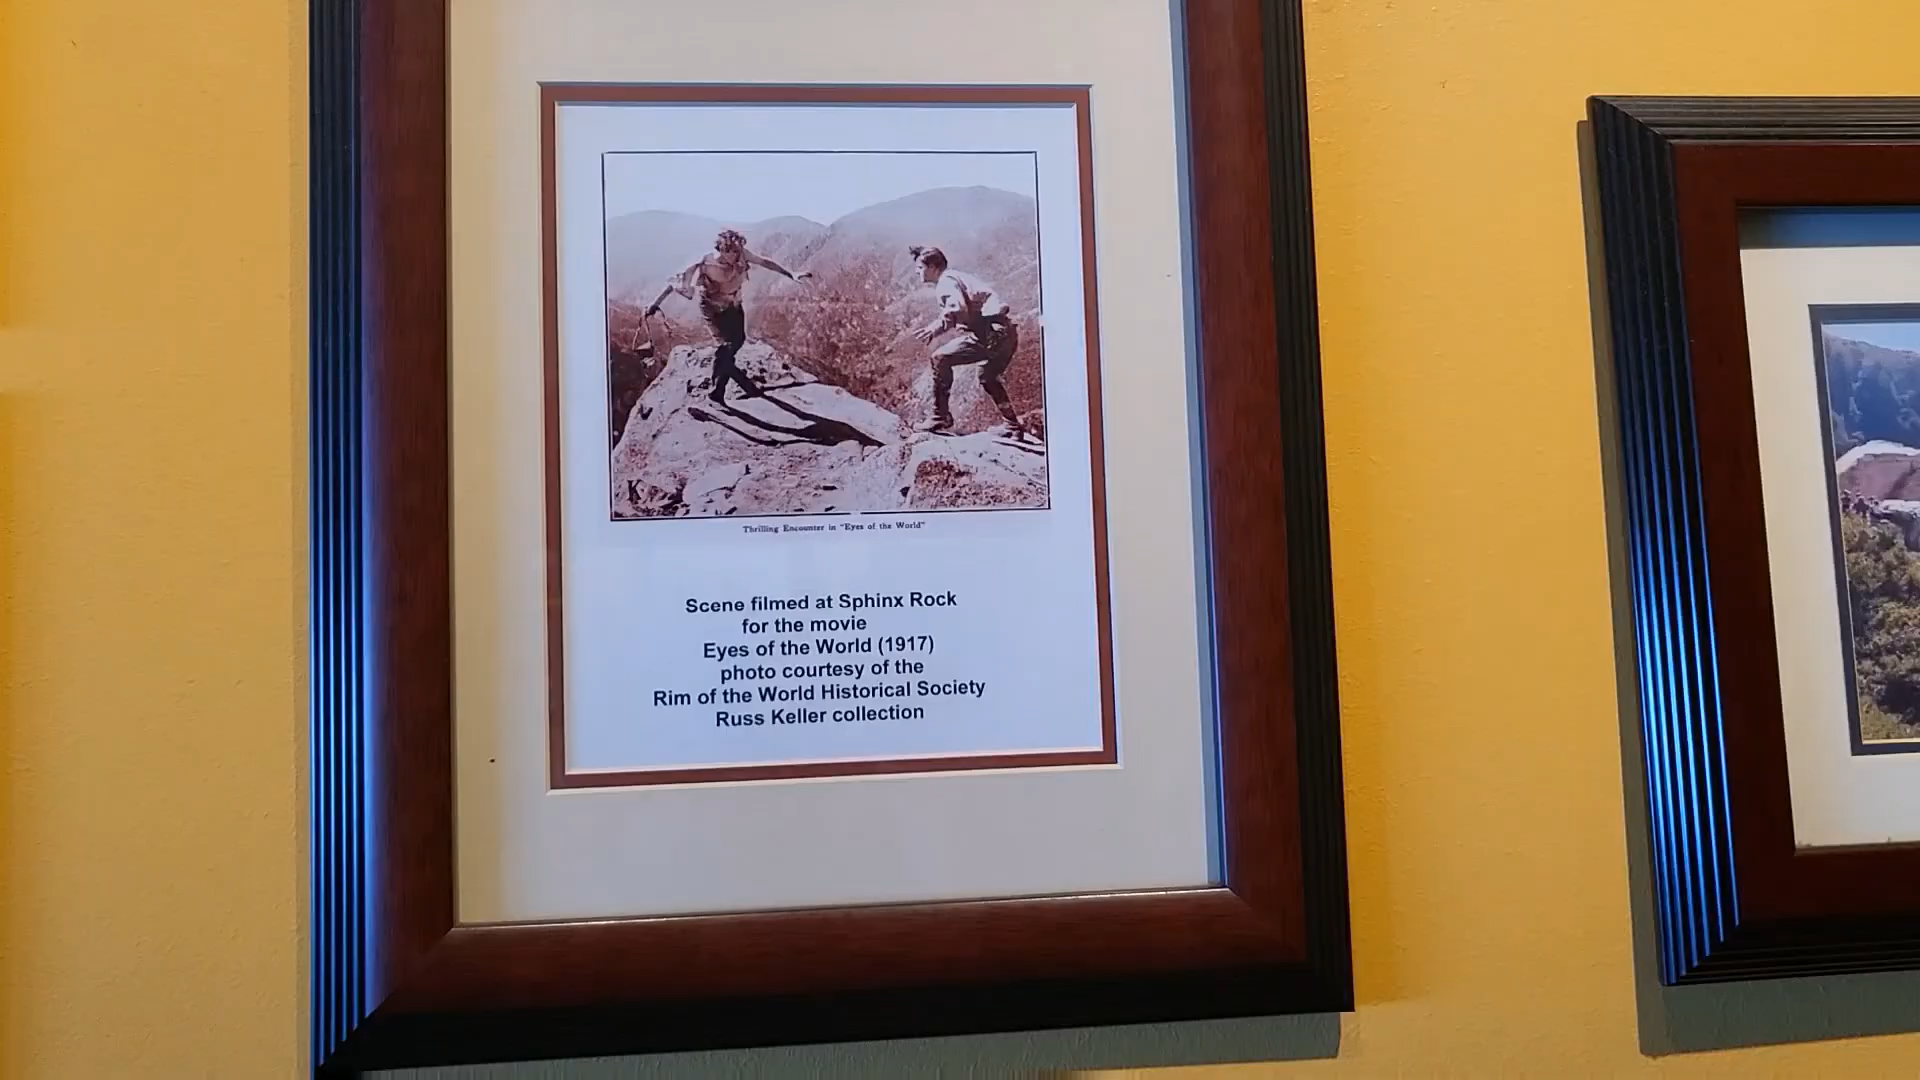 K
Thrilling Encounter in "Eyes of the World"
Scene filmed at Sphinx Rock
for the movie
Eyes of the World (1917)
photo courtesy of the
Rim of the World Historical Society
Russ Keller collection